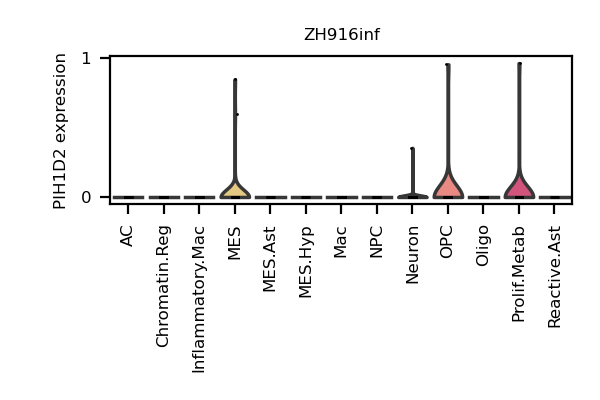 ZH916inf
PIH1D2 expression
1
0
AC
Chromatin.Reg
Inflammatory.Mac
MES
MES.Ast
MES.Hyp
Mac
NPC
Neuron
OPC
Oligo
Prolif.Metab
Reactive.Ast